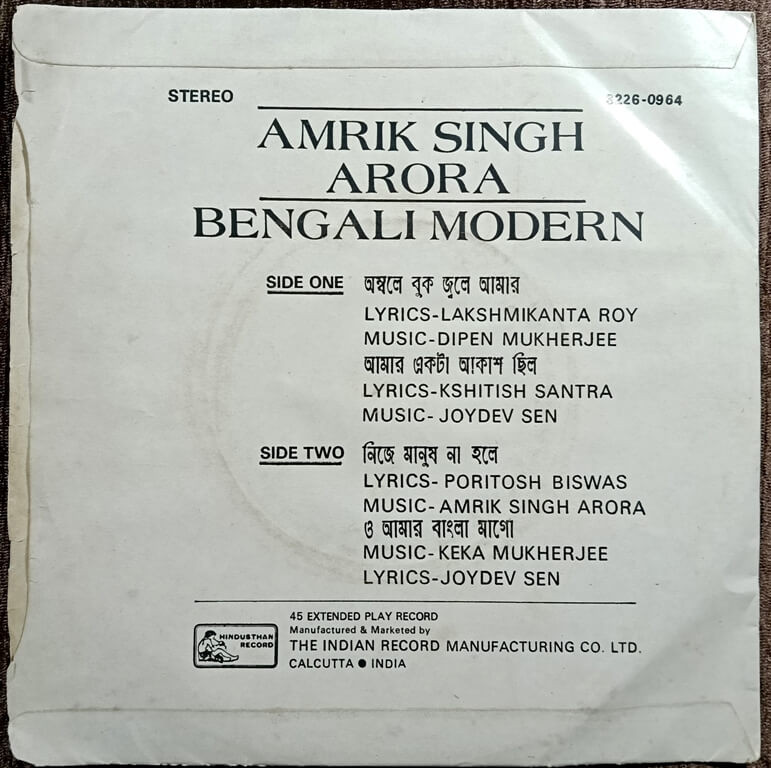 STEREO
3226-0964
AMRIK SINGH
ARORA
BENGALI MODERN
SIDE ONE অম্বলে বুক জ্বলে আমার
LYRICS-LAKSHMIKANTA ROY
MUSIC-DIPEN MUKHERJEE
আমার একটা আকাশ ছিল
LYRICS-KSHITISH SANTRA
MUSIC- JOYDEV SEN
SIDE TWO নিজে মানুষ না হলে
LYRICS- PORITOSH BISWAS
MUSIC- AMRIK SINGH ARORA
ও আমার বাংলা মাগো
MUSIC-KEKA MUKHERJEE
LYRICS-JOYDEV SEN
HINDUSTHAN
RECORD
45 EXTENDED PLAY RECORD
Manufactured & Marketed by
THE INDIAN RECORD MANUFACTURING CO. LTD.
CALCUTTA ● INDIA